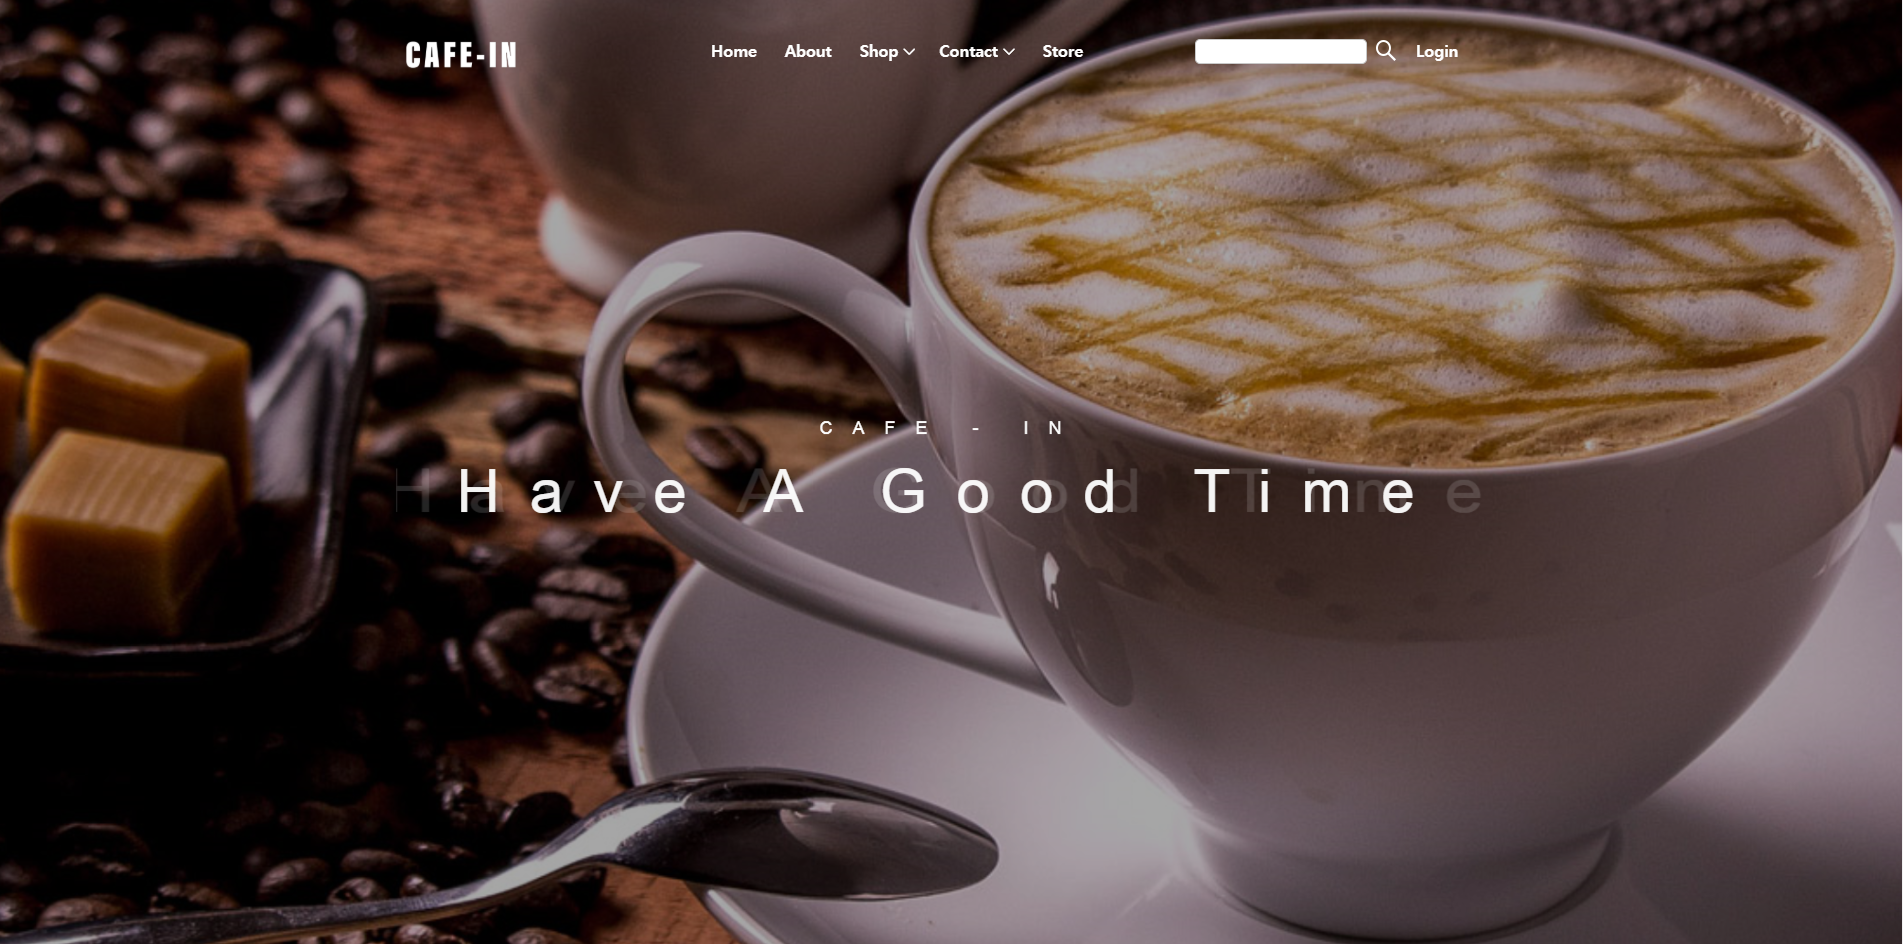 CAFE-IN Home About Shop Contact Store Login
CAFE - IN
Have A Good Time